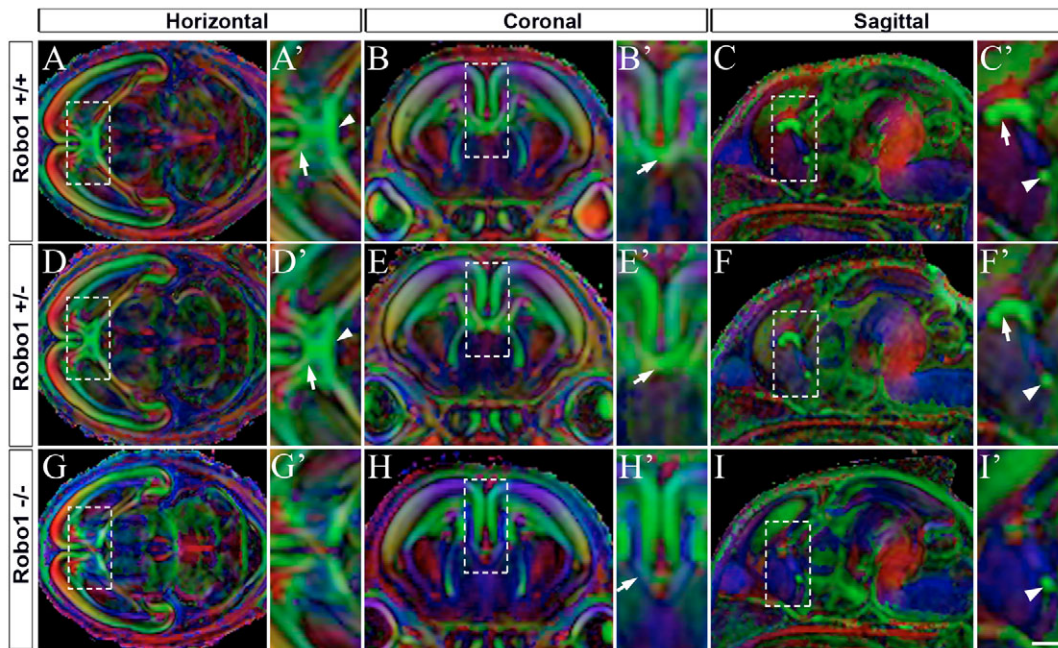 Horizontal Coronal Sagittal
Robo1 +/+
A A' B B' C C'
Robo1 +/-
D D' E E' F F'
Robo1 -/-
G G' H H' I I'